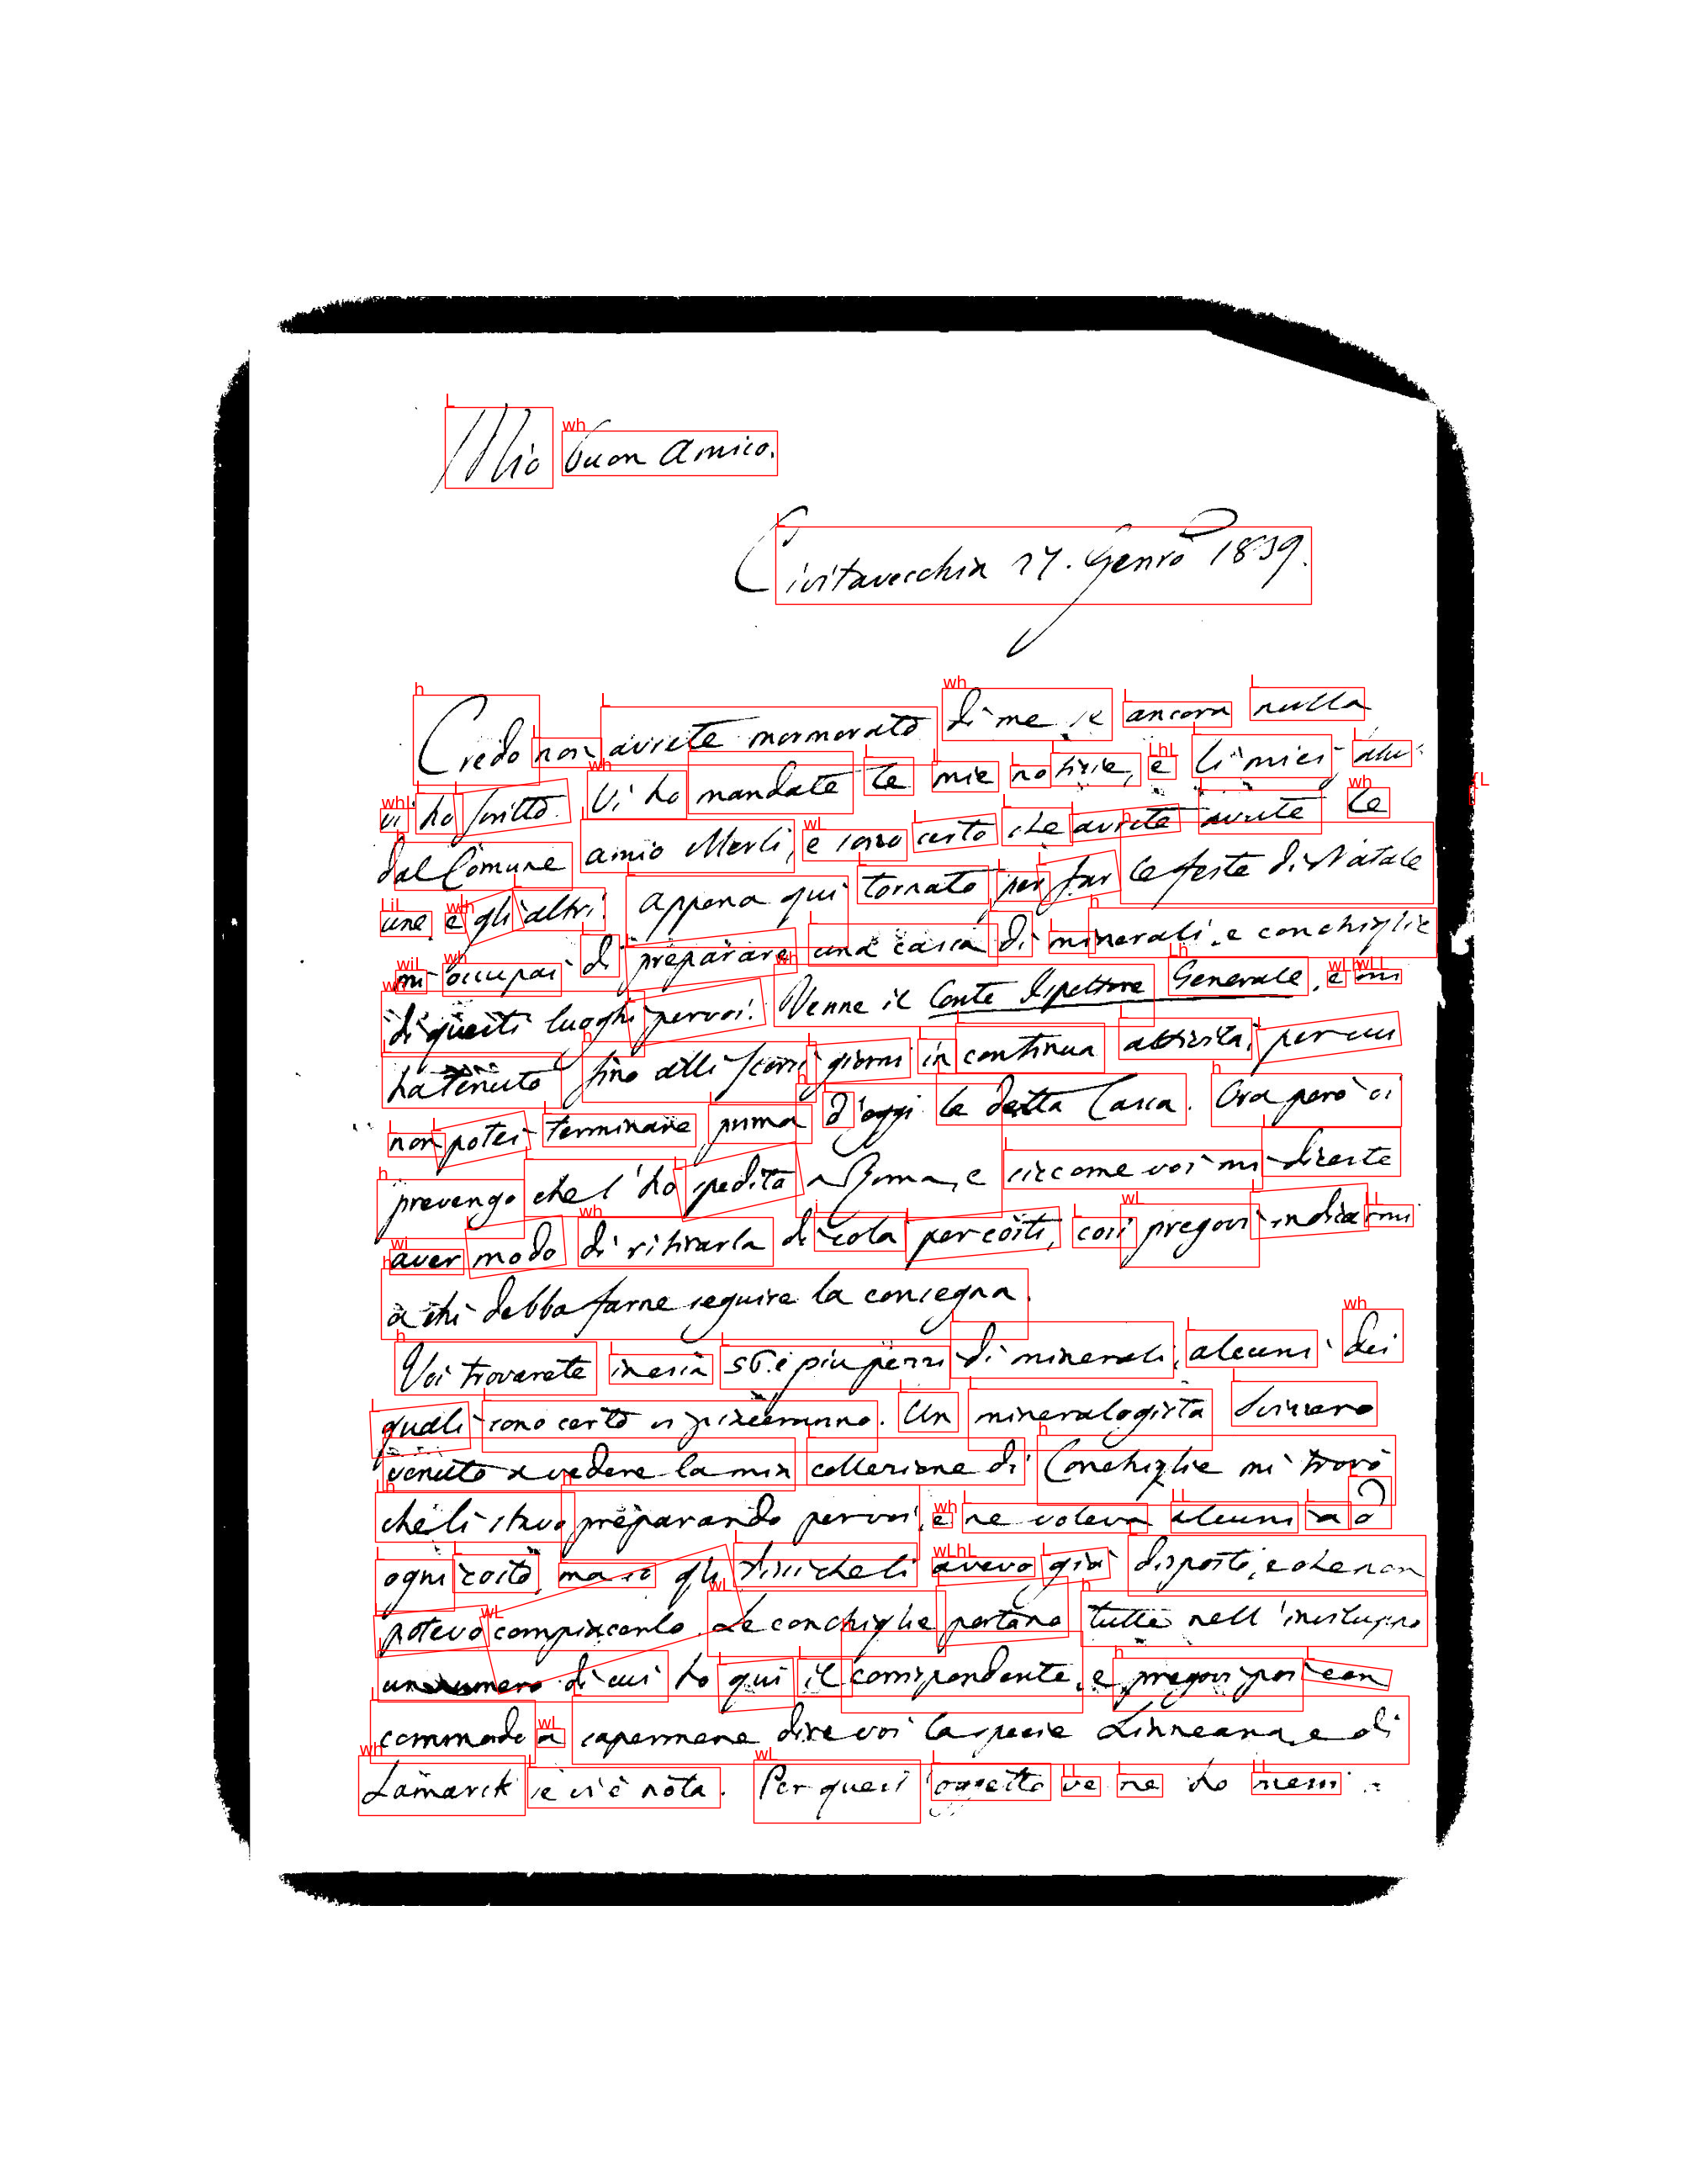 Mio buon Amico.
Civitavecchia 27. Genro 1839.
Credo non avrete mormorato di me se ancora nulla
vi ho scritto. Vi ho mandate le mie notizie, e li miei
dal Comune amico Merli, e sono certo che avrete avute le
une e gli altri. Appena qui tornato per far le feste di Natale
mi occupai di preparare una cassa di minerali, e conchiglie
di questi luoghi per voi. Venne il Conte Ispettore Generale, e mi
ha tenuto fino alli scorsi giorni in continua attività, per cui
non potei terminare prima d'oggi la detta Cassa. Ora però vi
prevengo che l'ho spedita a Roma, e siccome voi mi diceste
aver modo di ritirarla di cola per costì, così pregovi indicarmi
a chi debba farne seguire la consegna.
Voi trovarete in essa 56. e più pezzi di minerali, alcuni dei
quali sono certo vi piaceranno. Un mineralogista Svizzero
venuto a vedere la mia collezione di Conchiglie mi trovò
che li stavo preparando per voi, e ne voleva alcuni a
ogni costo, ma io gli dissi che li avevo già disposti, e che non
potevo compiacerlo. Le conchiglie portano tutte nell'inviluppo
un numero di cui ho qui il corrispondente, e pregovi poi con
commodo a sapermene dire voi la specie Linneana, e di
Lamarck se vi è nota. Per quest'oggetto ve ne ho messi